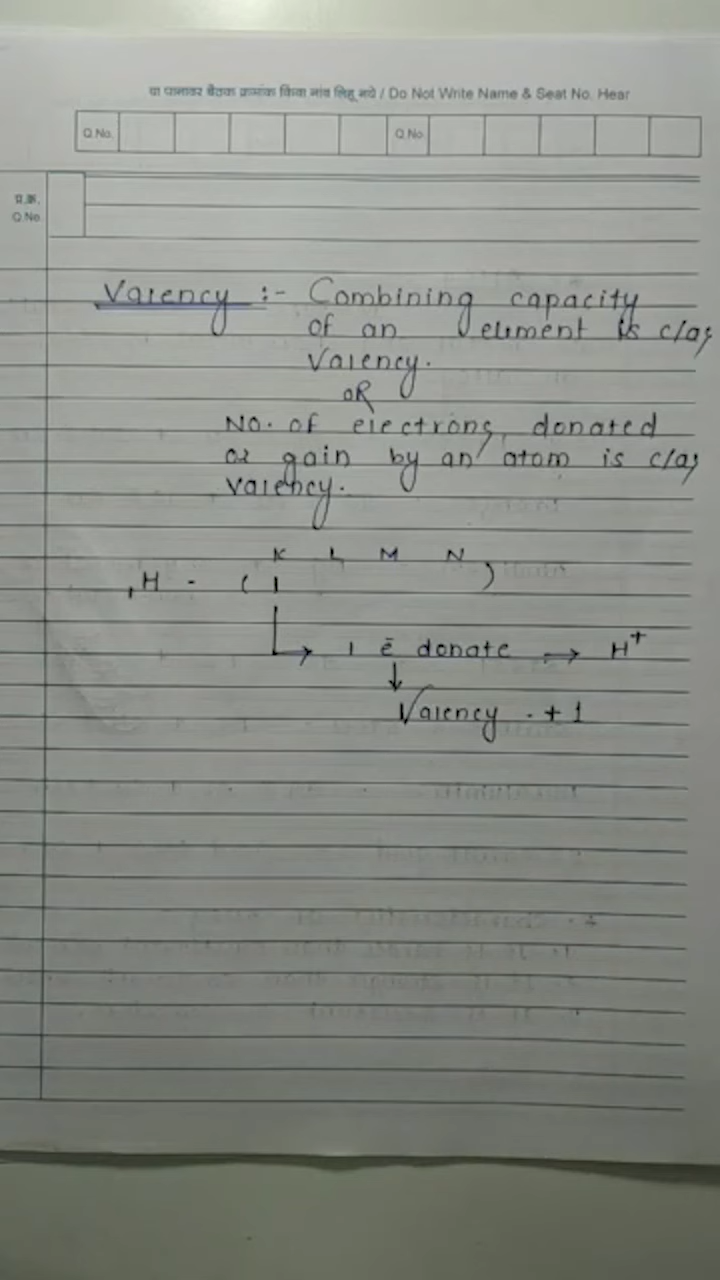 या पानावर बैठक क्रमांक किंवा नांव लिहू नये / Do Not Write Name & Seat No. Hear
Q.No. Q.No
प्र.क्र.
Q.No.
Valency :- Combining capacity
of an element is c/as
Valency.
OR
No. of electrons donated
or gain by an atom is c/as
valency.
K L M N
₁H - ( 1 )
→ 1 ē donate → H⁺
↓
Valency · +1